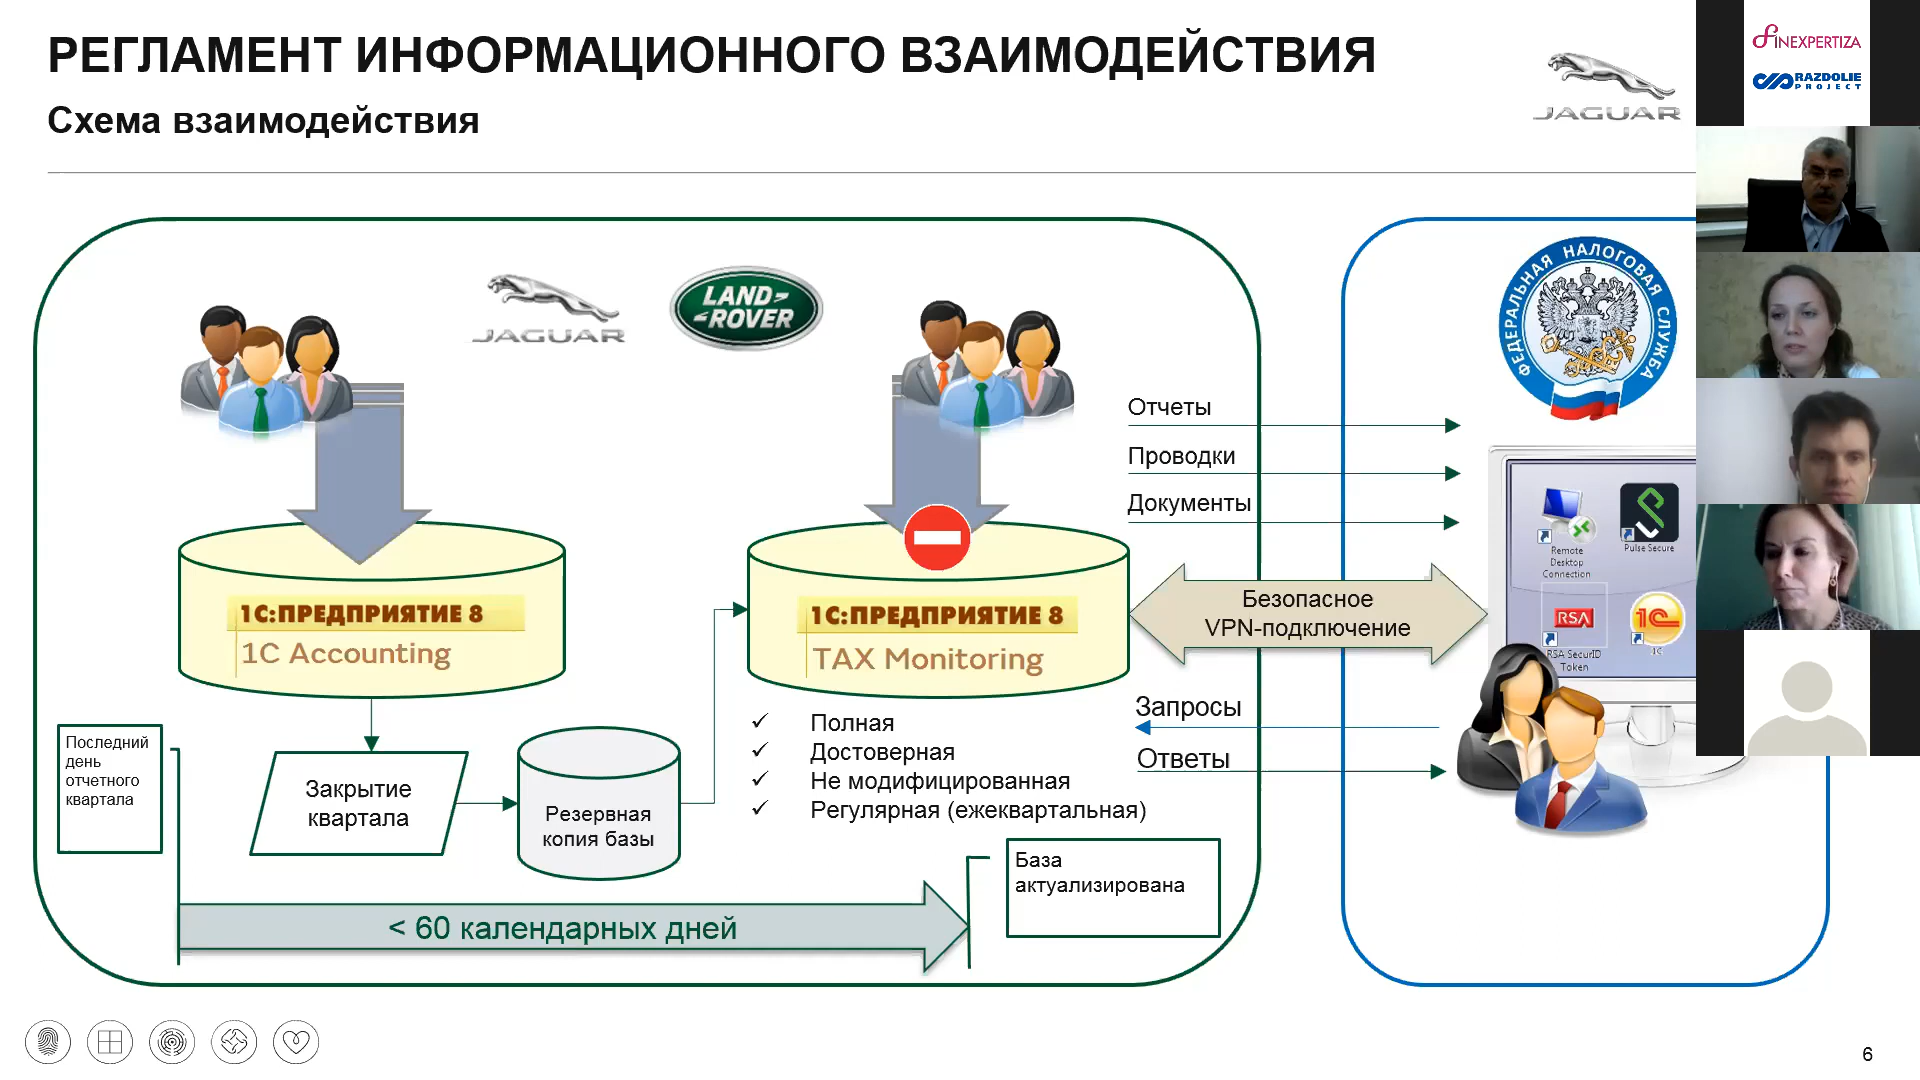 РЕГЛАМЕНТ ИНФОРМАЦИОННОГО ВЗАИМОДЕЙСТВИЯ
Схема взаимодействия
JAGUAR
FINEXPERTIZA
RAZDOLIE
PROJECT
JAGUAR
LAND-
-ROVER
ФЕДЕРАЛЬНАЯ НАЛОГОВАЯ СЛУЖБА
Отчеты
Проводки
Документы
Remote
Desktop
Connection
Pulse Secure
RSA
RSA SecurID
Token
1С
1C
1С:ПРЕДПРИЯТИЕ 8
1C Accounting
1С:ПРЕДПРИЯТИЕ 8
TAX Monitoring
Безопасное
VPN-подключение
Запросы
Ответы
Полная
Достоверная
Не модифицированная
Регулярная (ежеквартальная)
Последний
день
отчетного
квартала
Закрытие
квартала
Резервная
копия базы
База
актуализирована
< 60 календарных дней
6